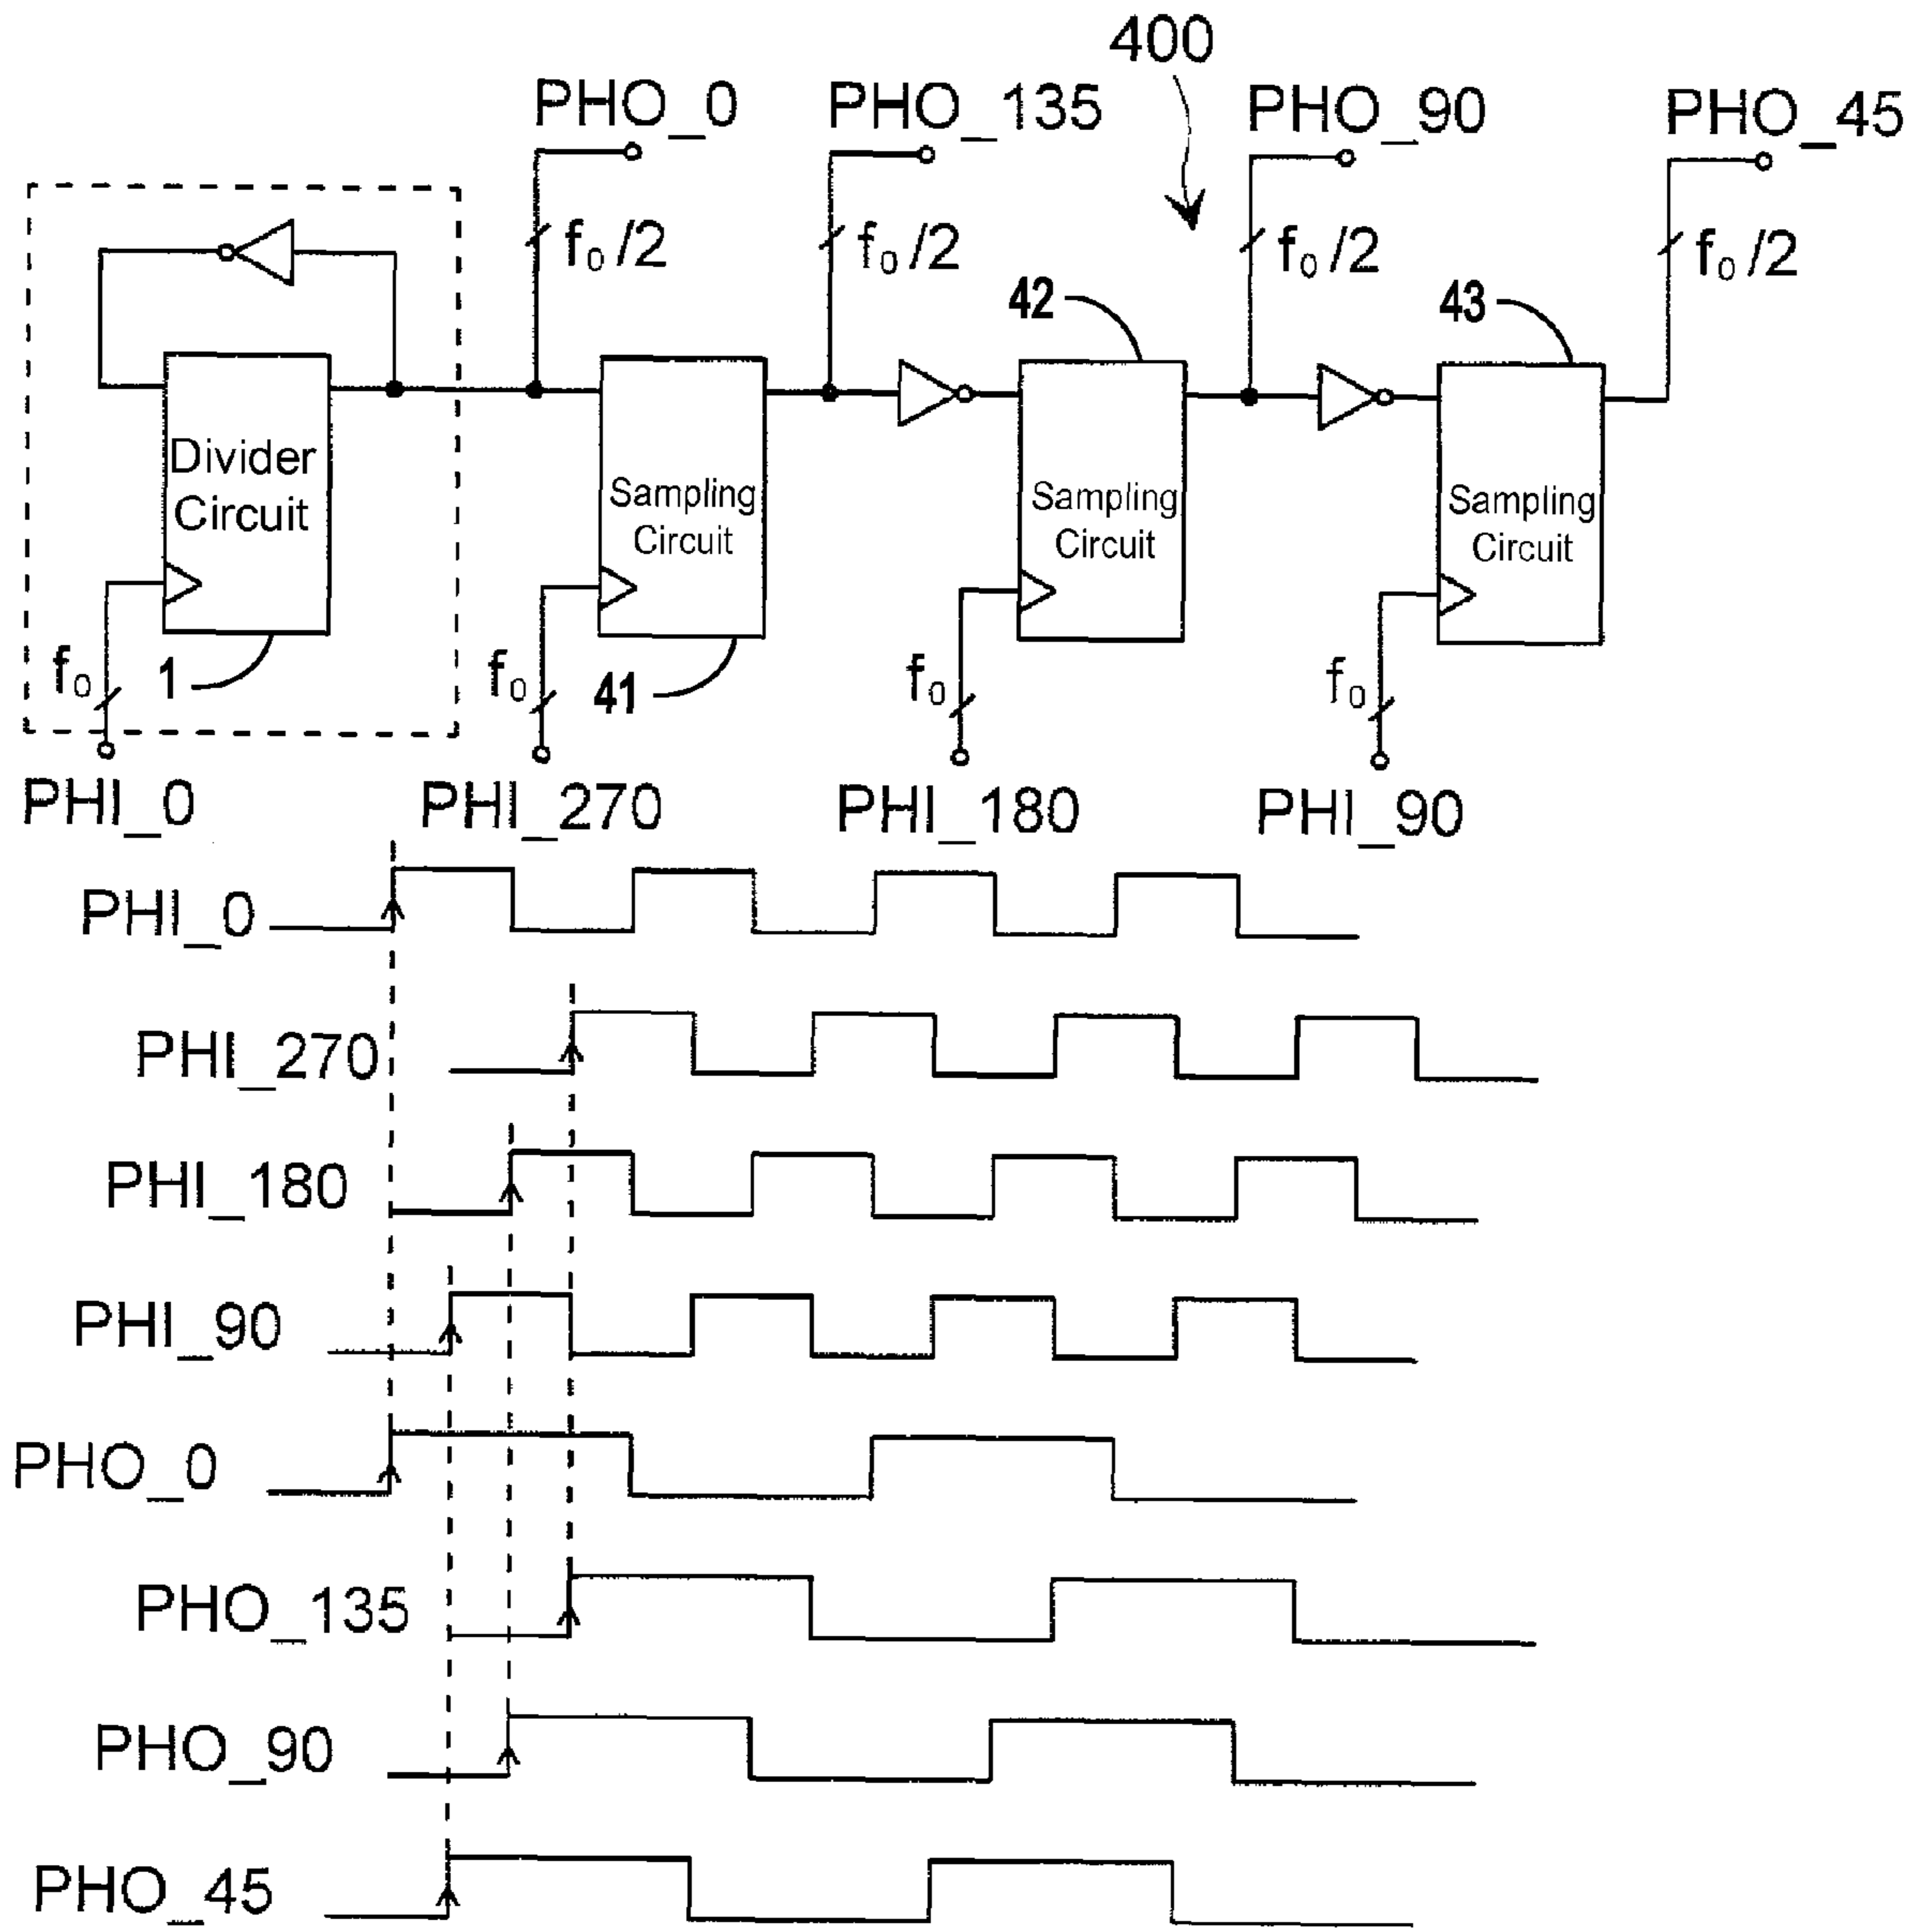 400
PHO_0
PHO_135
PHO_90
PHO_45
f₀/2
f₀/2
f₀/2
f₀/2
42
43
Divider
Circuit
Sampling
Circuit
Sampling
Circuit
Sampling
Circuit
f₀
1
f₀
41
f₀
f₀
PHI_0
PHI_270
PHI_180
PHI_90
PHI_0
PHI_270
PHI_180
PHI_90
PHO_0
PHO_135
PHO_90
PHO_45